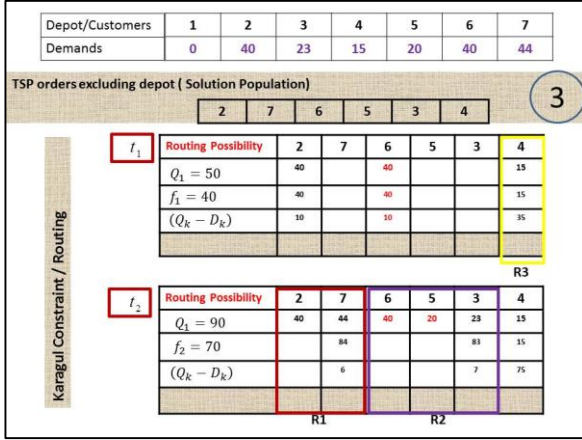 Depot/Customers 1 2 3 4 5 6 7
Demands 0 40 23 15 20 40 44
TSP orders excluding depot ( Solution Population)
3
2 7 6 5 3 4
Karagul Constraint / Routing
t₁ Routing Possibility 2 7 6 5 3 4
Q₁ = 50 40 40 15
f₁ = 40 40 40 15
(Qₖ − Dₖ) 10 10 35
R3
t₂ Routing Possibility 2 7 6 5 3 4
Q₁ = 90 40 44 40 20 23 15
f₂ = 70 84 83 15
(Qₖ − Dₖ) 6 7 75
R1 R2